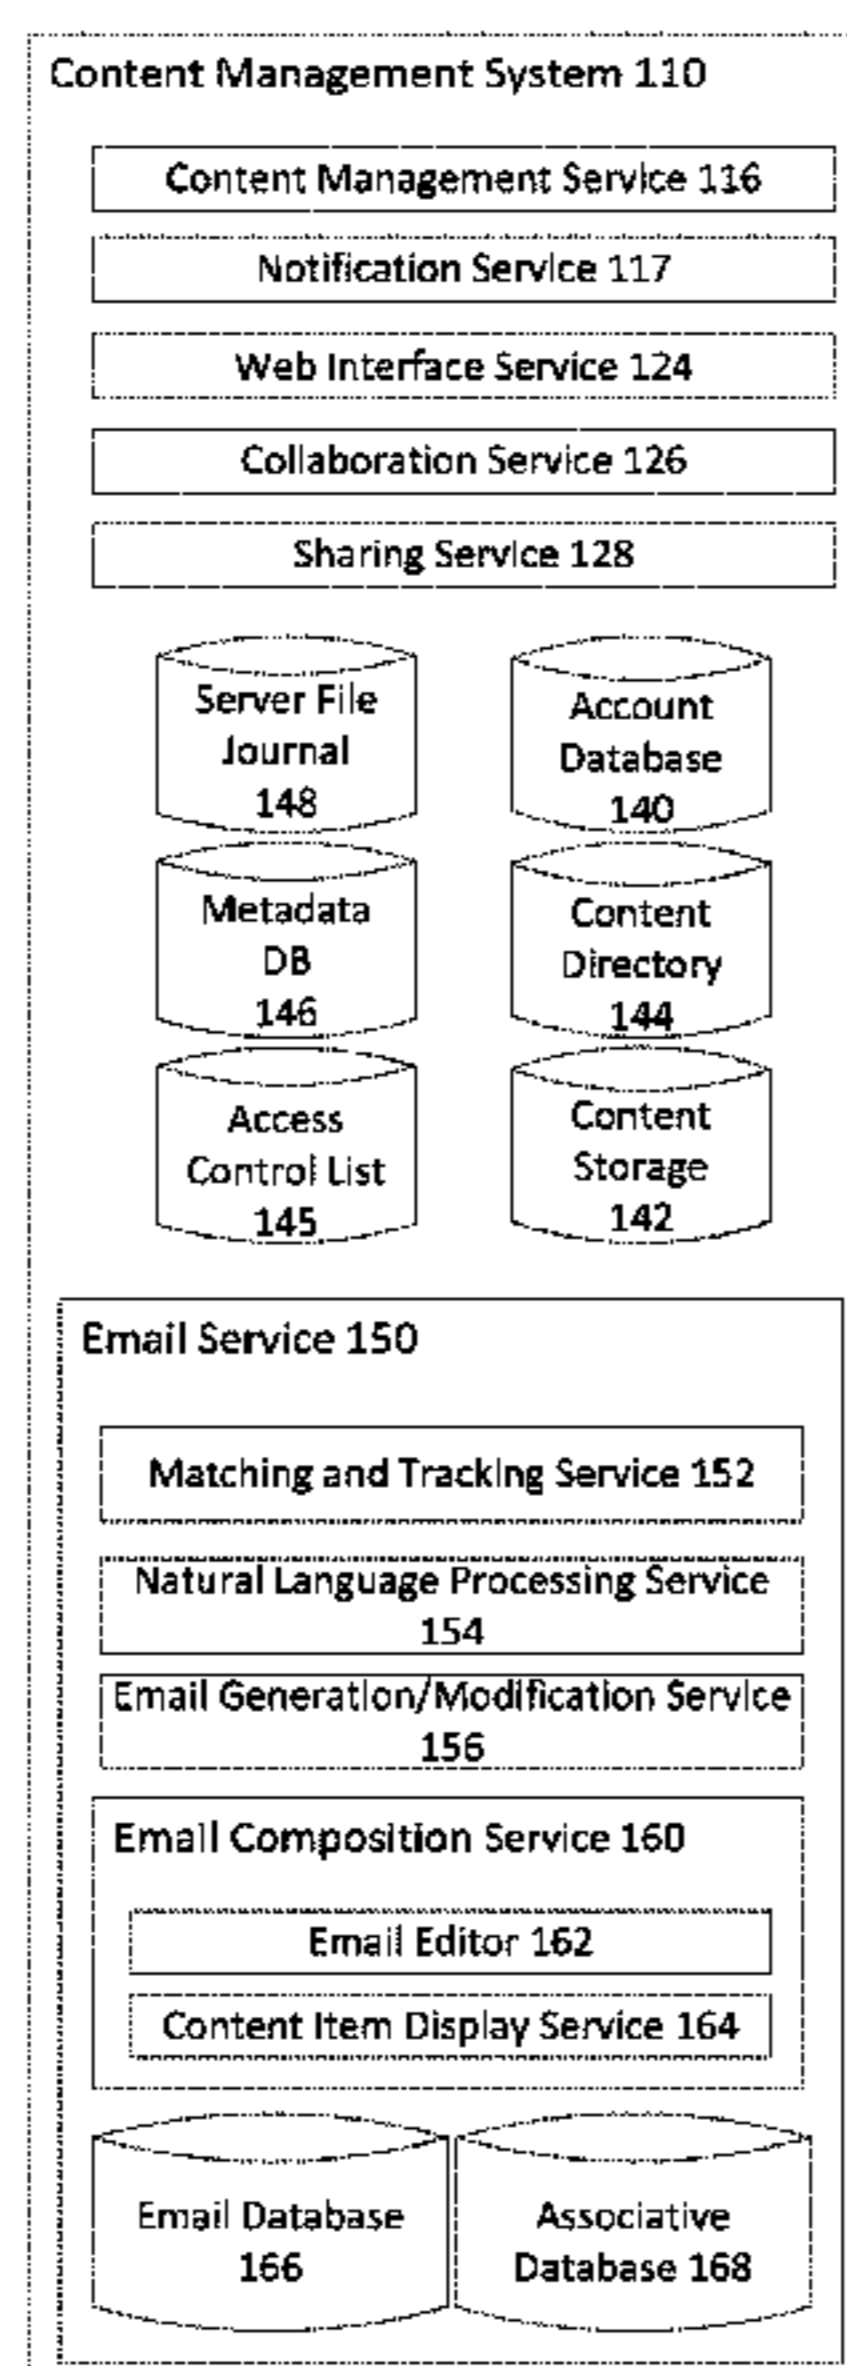 Content Management System 110
Content Management Service 116
Notification Service 117
Web Interface Service 124
Collaboration Service 126
Sharing Service 128
Server File
Journal
148
Account
Database
140
Metadata
DB
146
Content
Directory
144
Access
Control List
145
Content
Storage
142
Email Service 150
Matching and Tracking Service 152
Natural Language Processing Service
154
Email Generation/Modification Service
156
Email Composition Service 160
Email Editor 162
Content Item Display Service 164
Email Database
166
Associative
Database 168